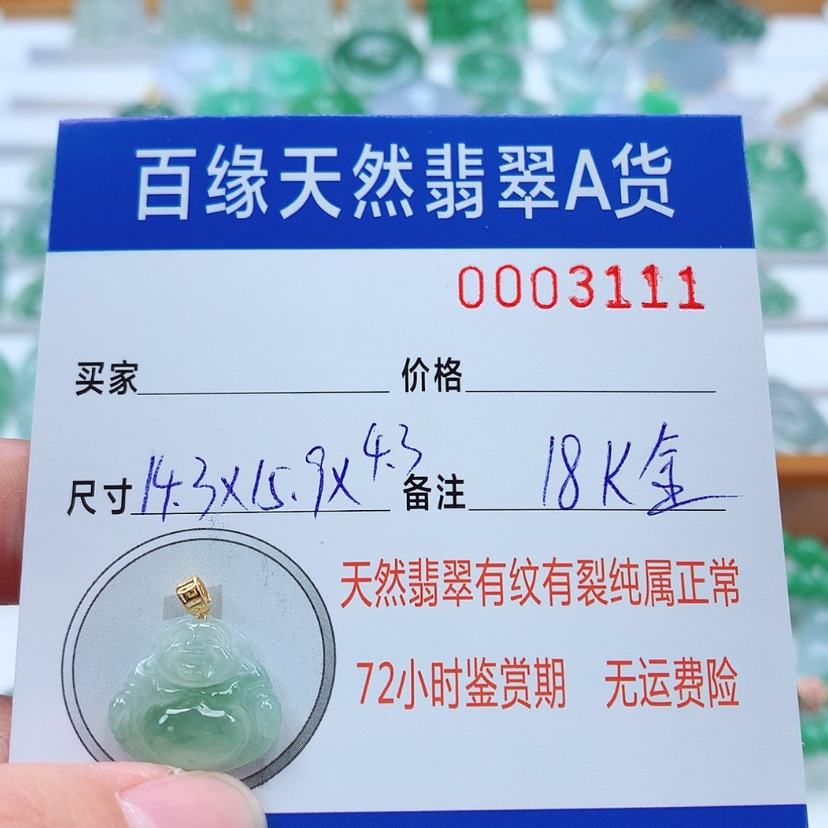 百缘天然翡翠A货
0003111
买家 价格
尺寸 14.3X15.9X4.3 备注 18K金
天然翡翠有纹有裂纯属正常
72小时鉴赏期 无运费险